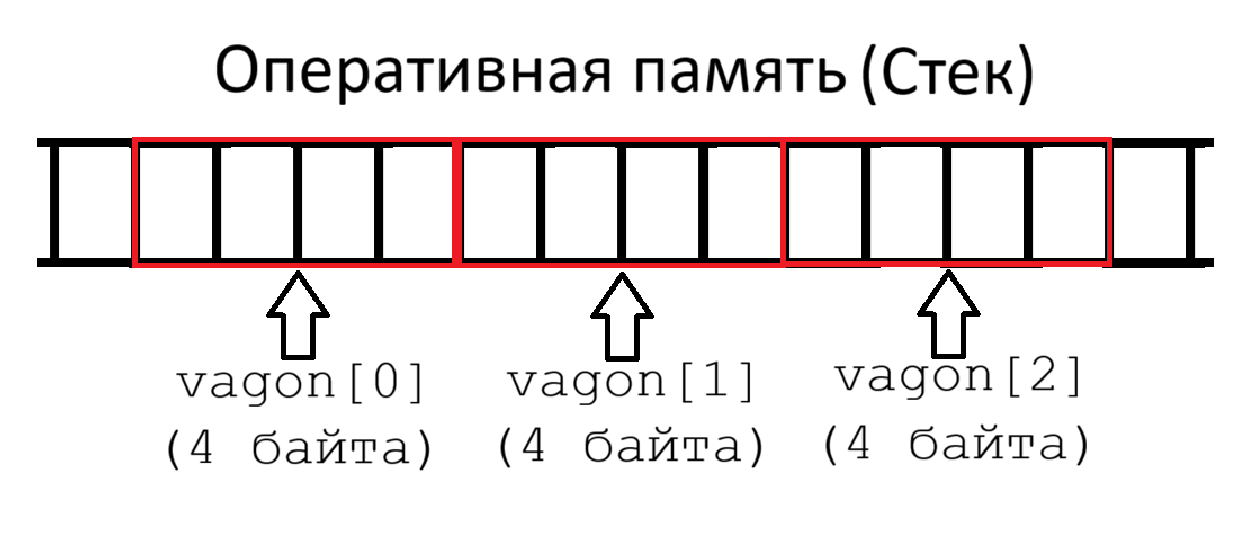 Оперативная память (Стек)
vagon[0] vagon[1] vagon[2]
(4 байта) (4 байта) (4 байта)